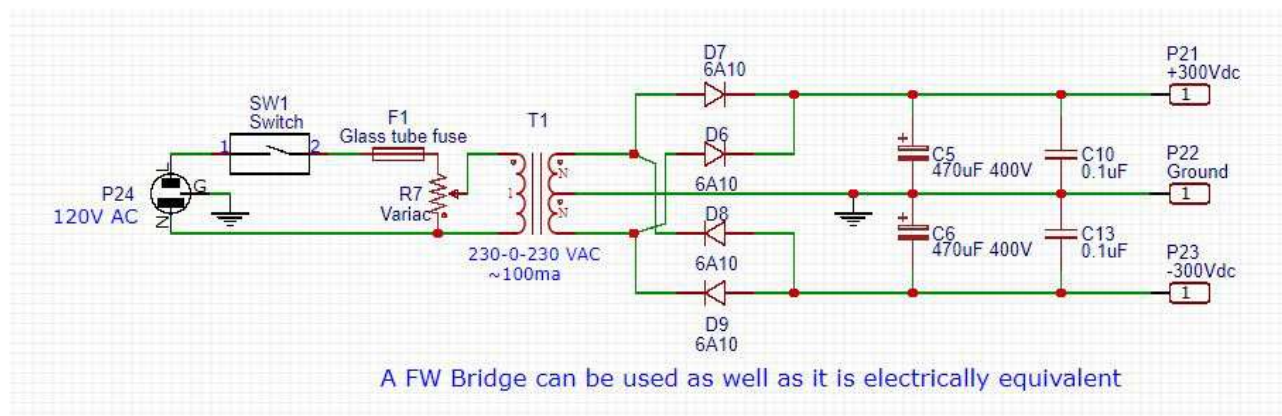 D7
6A10
P21
+300Vdc
1
SW1
Switch
1 2
F1
Glass tube fuse
T1
D6
6A10
+
C5
470uF 400V
C10
0.1uF
P22
Ground
1
L
G
N
P24
120V AC
R7
Variac
1
N
N
230-0-230 VAC
~100ma
D8
6A10
+
C6
470uF 400V
C13
0.1uF
P23
-300Vdc
1
D9
6A10
A FW Bridge can be used as well as it is electrically equivalent